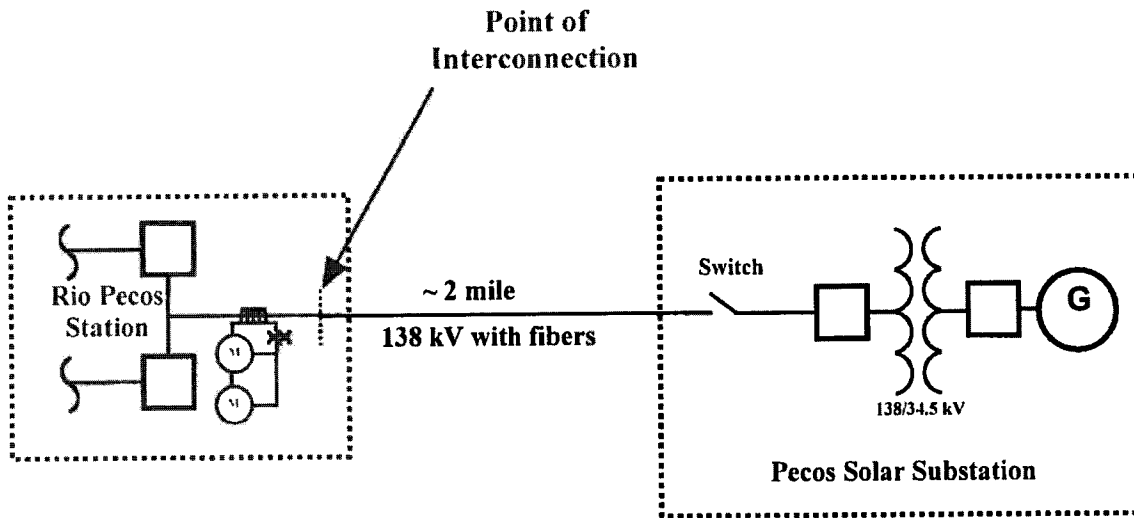 Point of
Interconnection
Rio Pecos
Station
M
M
~ 2 mile
138 kV with fibers
Switch
G
138/34.5 kV
Pecos Solar Substation